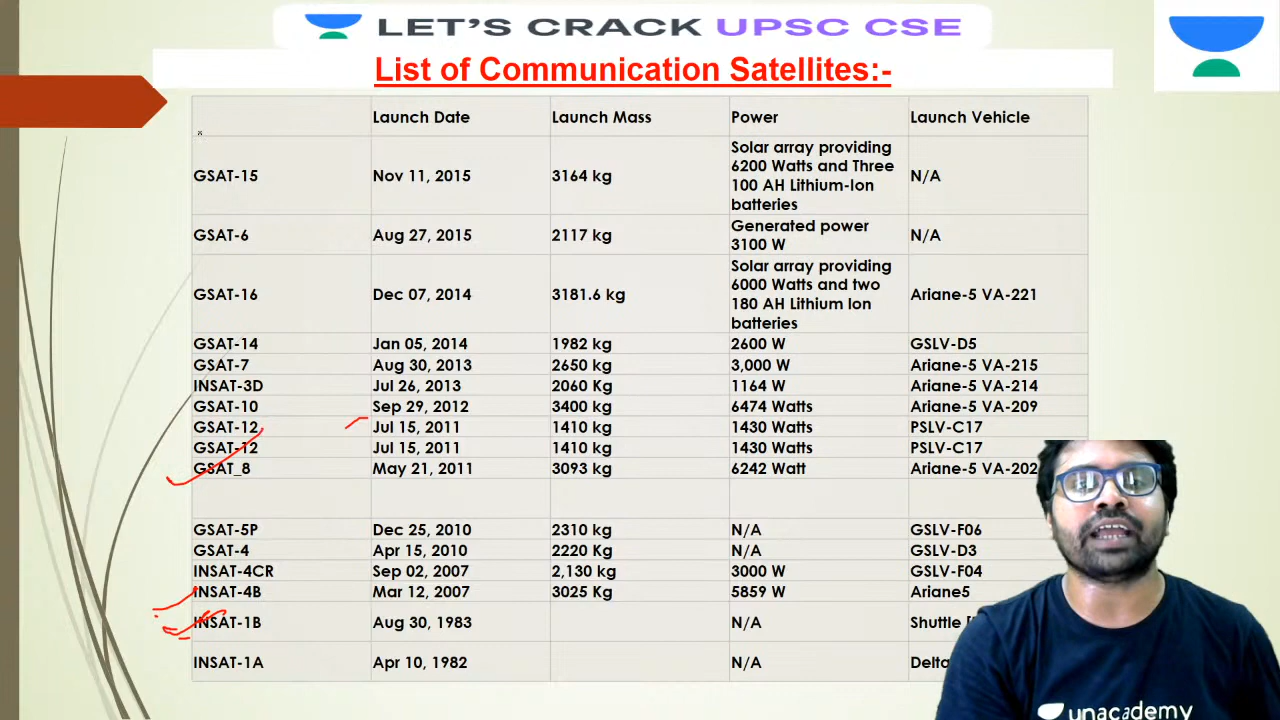 LET'S CRACK UPSC CSE
List of Communication Satellites:-
Launch Date Launch Mass Power Launch Vehicle
GSAT-15 Nov 11, 2015 3164 kg Solar array providing 6200 Watts and Three 100 AH Lithium-Ion batteries N/A
GSAT-6 Aug 27, 2015 2117 kg Generated power 3100 W N/A
GSAT-16 Dec 07, 2014 3181.6 kg Solar array providing 6000 Watts and two 180 AH Lithium Ion batteries Ariane-5 VA-221
GSAT-14 Jan 05, 2014 1982 kg 2600 W GSLV-D5
GSAT-7 Aug 30, 2013 2650 kg 3,000 W Ariane-5 VA-215
INSAT-3D Jul 26, 2013 2060 Kg 1164 W Ariane-5 VA-214
GSAT-10 Sep 29, 2012 3400 kg 6474 Watts Ariane-5 VA-209
GSAT-12 Jul 15, 2011 1410 kg 1430 Watts PSLV-C17
GSAT-12 Jul 15, 2011 1410 kg 1430 Watts PSLV-C17
GSAT_8 May 21, 2011 3093 kg 6242 Watt Ariane-5 VA-202
GSAT-5P Dec 25, 2010 2310 kg N/A GSLV-F06
GSAT-4 Apr 15, 2010 2220 Kg N/A GSLV-D3
INSAT-4CR Sep 02, 2007 2,130 kg 3000 W GSLV-F04
INSAT-4B Mar 12, 2007 3025 Kg 5859 W Ariane5
INSAT-1B Aug 30, 1983 N/A Shuttle
INSAT-1A Apr 10, 1982 N/A Delta
unacademy